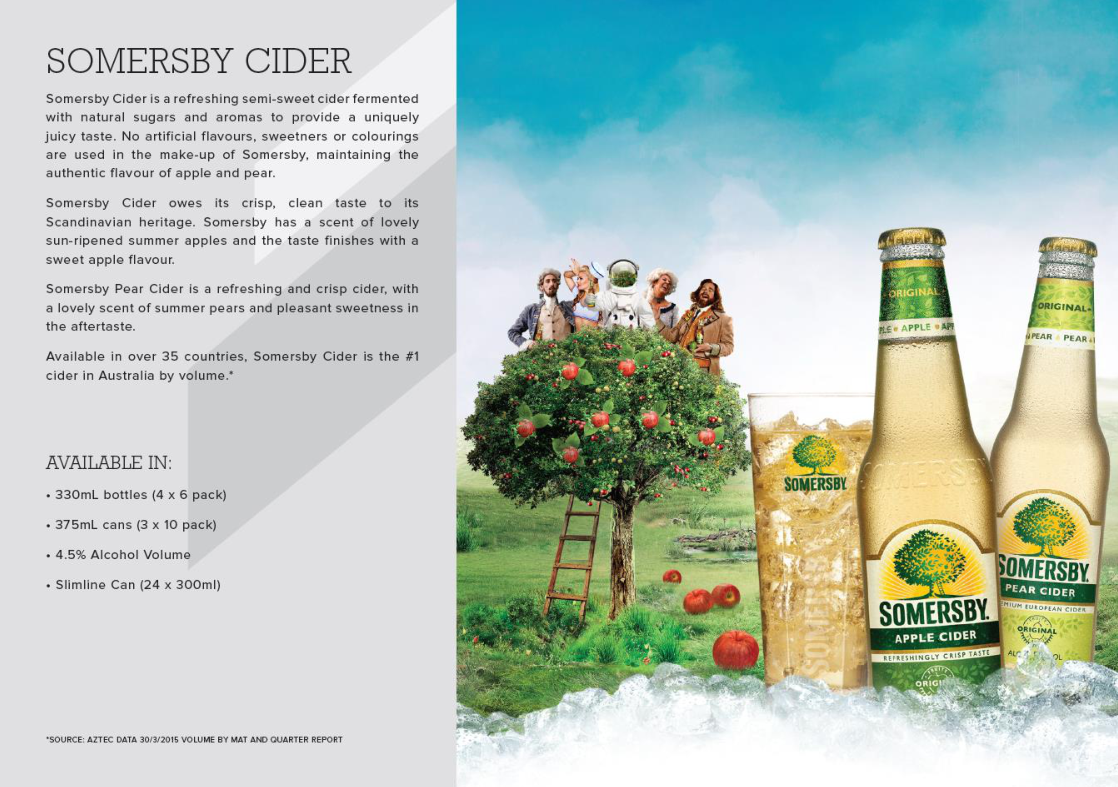 SOMERSBY CIDER
Somersby Cider is a refreshing semi-sweet cider fermented
with natural sugars and aromas to provide a uniquely
juicy taste. No artificial flavours, sweetners or colourings
are used in the make-up of Somersby, maintaining the
authentic flavour of apple and pear.
Somersby Cider owes its crisp, clean taste to its
Scandinavian heritage. Somersby has a scent of lovely
sun-ripened summer apples and the taste finishes with a
sweet apple flavour.
Somersby Pear Cider is a refreshing and crisp cider, with
a lovely scent of summer pears and pleasant sweetness in
the aftertaste.
Available in over 35 countries, Somersby Cider is the #1
cider in Australia by volume.*
AVAILABLE IN:
• 330mL bottles (4 x 6 pack)
• 375mL cans (3 x 10 pack)
• 4.5% Alcohol Volume
• Slimline Can (24 x 300ml)
*SOURCE: AZTEC DATA 30/3/2015 VOLUME BY MAT AND QUARTER REPORT
SOMERSBY.
SOMERSBY
ORIGINAL
APPLE
SOMERSBY
SOMERSBY.
APPLE CIDER
REFRESHINGLY CRISP TASTE
ORIGI
ORIGINAL
PEAR PEAR
SOMERSBY.
PEAR CIDER
EUROPEAN CIDER
ORIGINAL